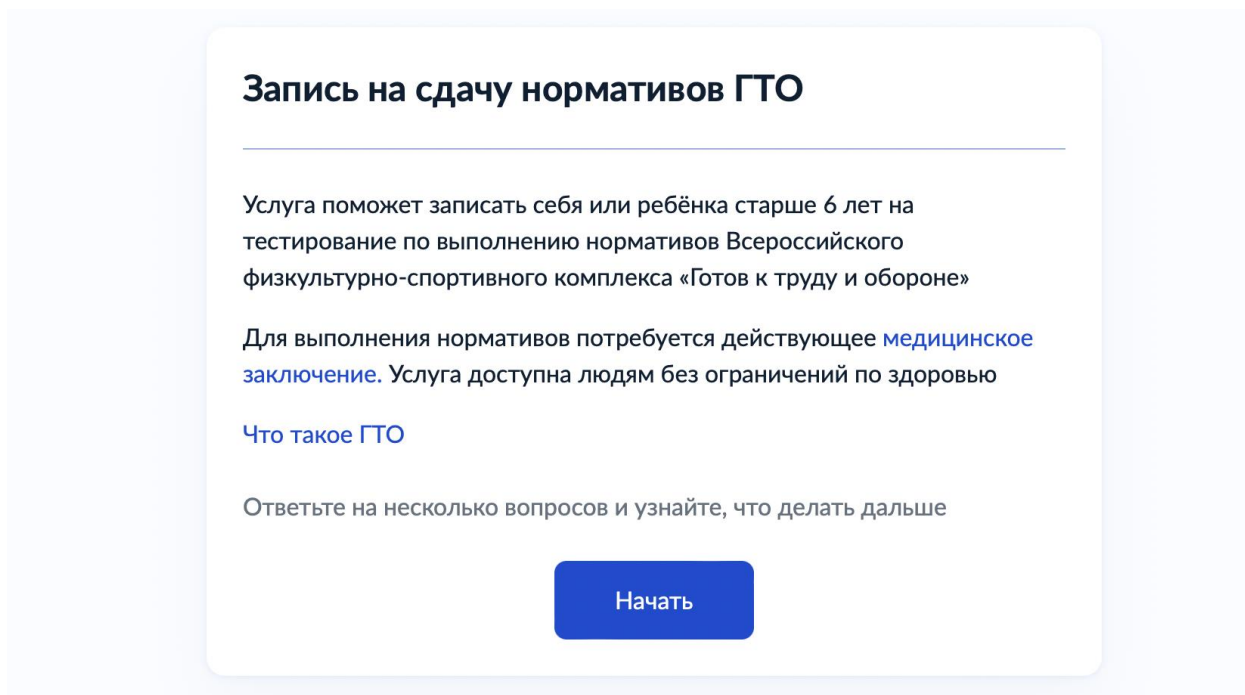 Запись на сдачу нормативов ГТО
Услуга поможет записать себя или ребёнка старше 6 лет на
тестирование по выполнению нормативов Всероссийского
физкультурно-спортивного комплекса «Готов к труду и обороне»
Для выполнения нормативов потребуется действующее медицинское
заключение. Услуга доступна людям без ограничений по здоровью
Что такое ГТО
Ответьте на несколько вопросов и узнайте, что делать дальше
Начать